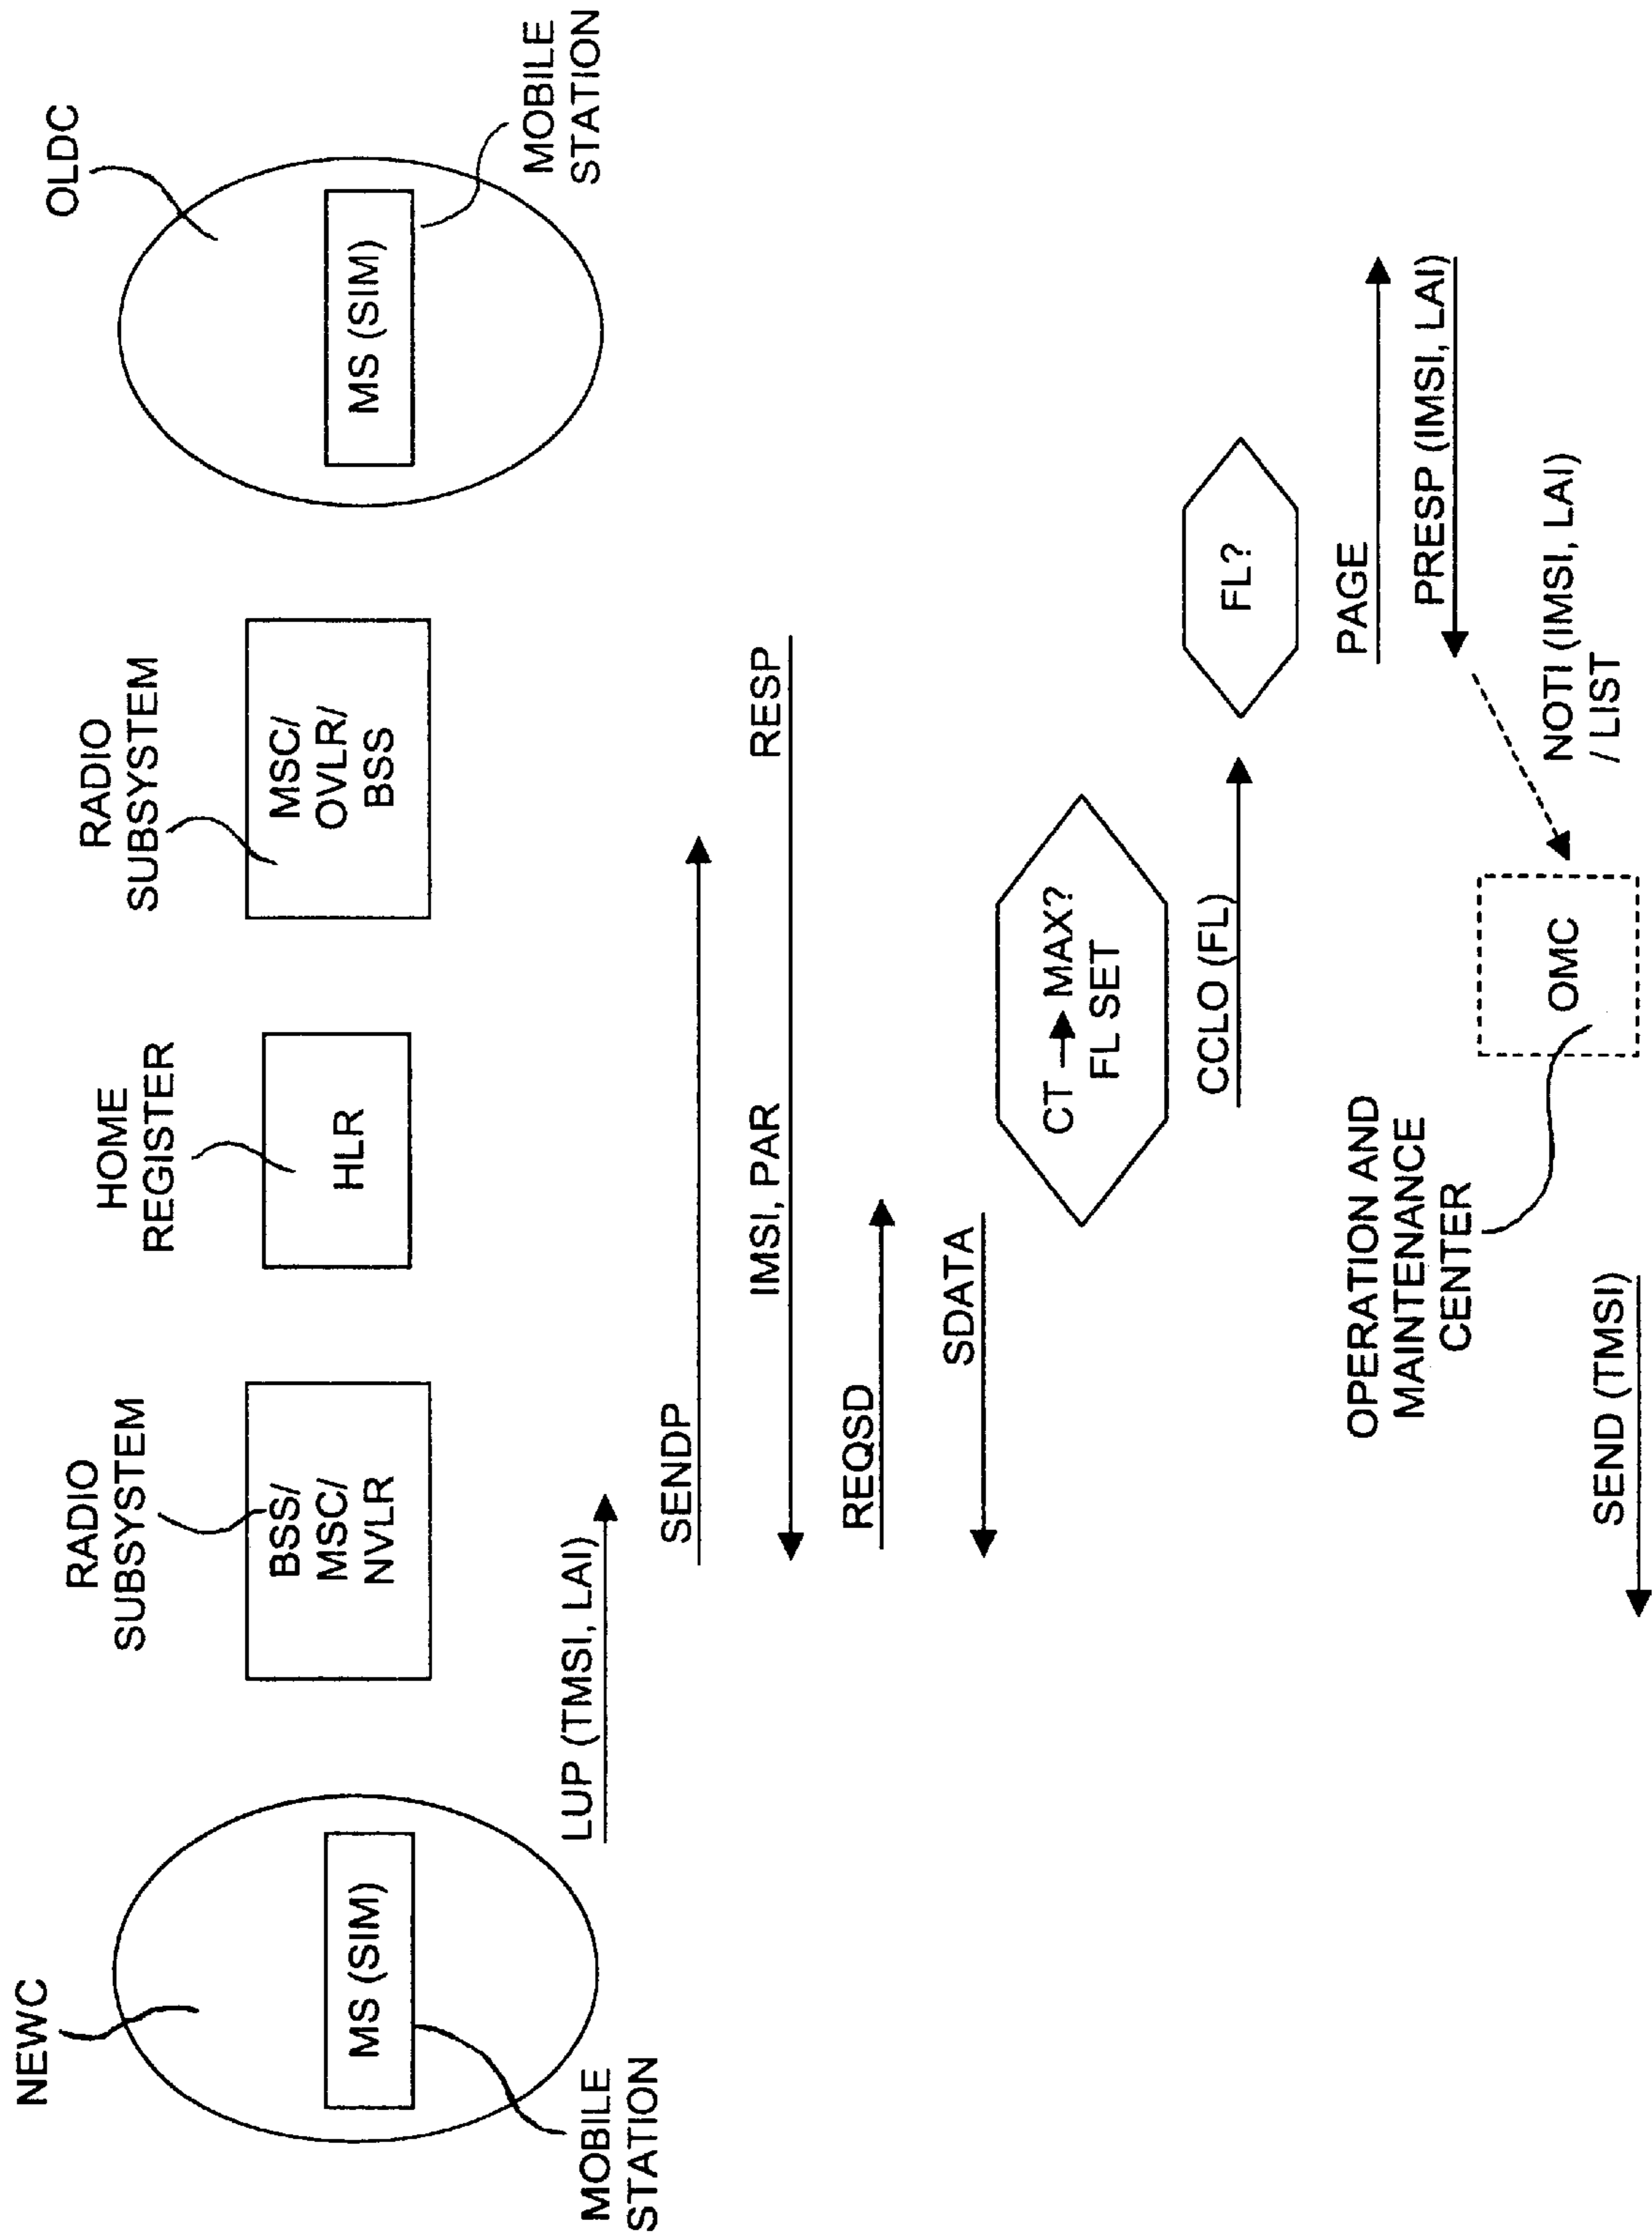 NEWC
MS (SIM)
MOBILE
STATION
RADIO
SUBSYSTEM
BSS/
MSC/
NVLR
HOME
REGISTER
HLR
RADIO
SUBSYSTEM
MSC/
OVLR/
BSS
OLDC
MS (SIM)
MOBILE
STATION
LUP (TMSI, LAI)
SENDP
IMSI, PAR
RESP
REQSD
SDATA
CT → MAX?
FL SET
CCLO (FL)
FL?
PAGE
PRESP (IMSI, LAI)
NOTI (IMSI, LAI)
/ LIST
OPERATION AND
MAINTENANCE
CENTER
OMC
SEND (TMSI)